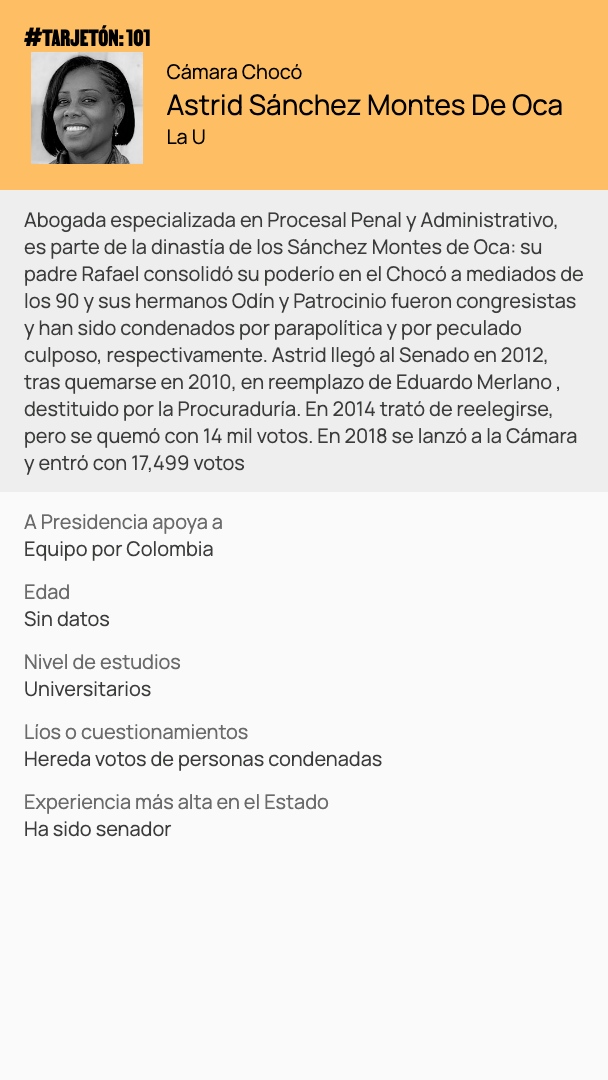 #TARJETÓN: 101
Cámara Chocó
Astrid Sánchez Montes De Oca
La U
Abogada especializada en Procesal Penal y Administrativo,
es parte de la dinastía de los Sánchez Montes de Oca: su
padre Rafael consolidó su poderío en el Chocó a mediados de
los 90 y sus hermanos Odín y Patrocinio fueron congresistas
y han sido condenados por parapolítica y por peculado
culposo, respectivamente. Astrid llegó al Senado en 2012,
tras quemarse en 2010, en reemplazo de Eduardo Merlano ,
destituido por la Procuraduría. En 2014 trató de reelegirse,
pero se quemó con 14 mil votos. En 2018 se lanzó a la Cámara
y entró con 17,499 votos
A Presidencia apoya a
Equipo por Colombia
Edad
Sin datos
Nivel de estudios
Universitarios
Líos o cuestionamientos
Hereda votos de personas condenadas
Experiencia más alta en el Estado
Ha sido senador